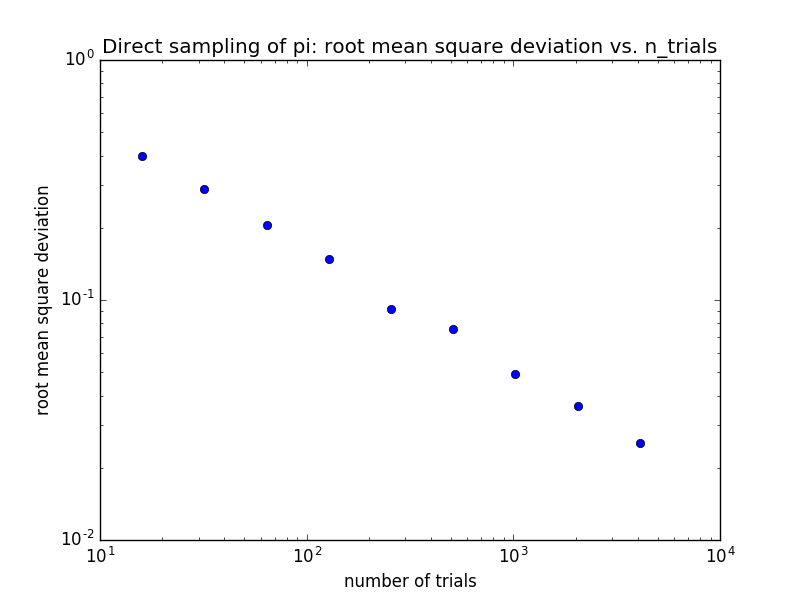 Direct sampling of pi: root mean square deviation vs. n_trials
10^0
10^-1
10^-2
root mean square deviation
10^1 10^2 10^3 10^4
number of trials